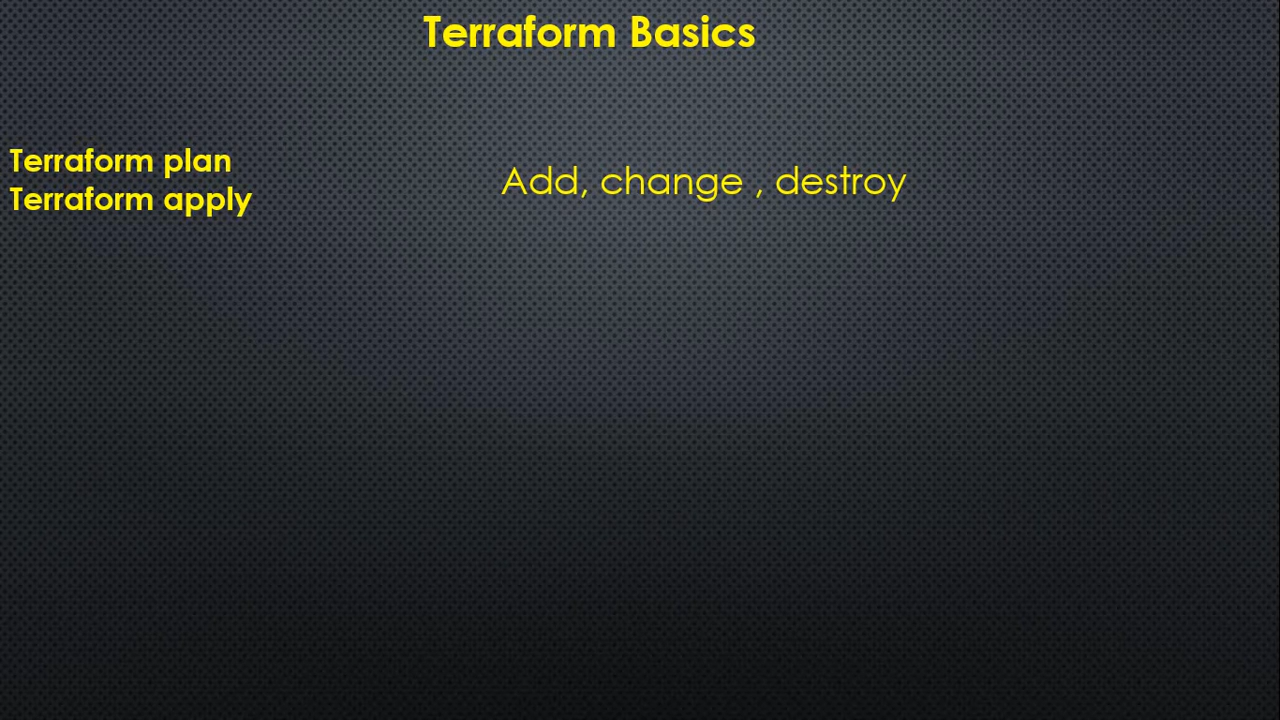 Terraform Basics
Terraform plan
Terraform apply
Add, change , destroy